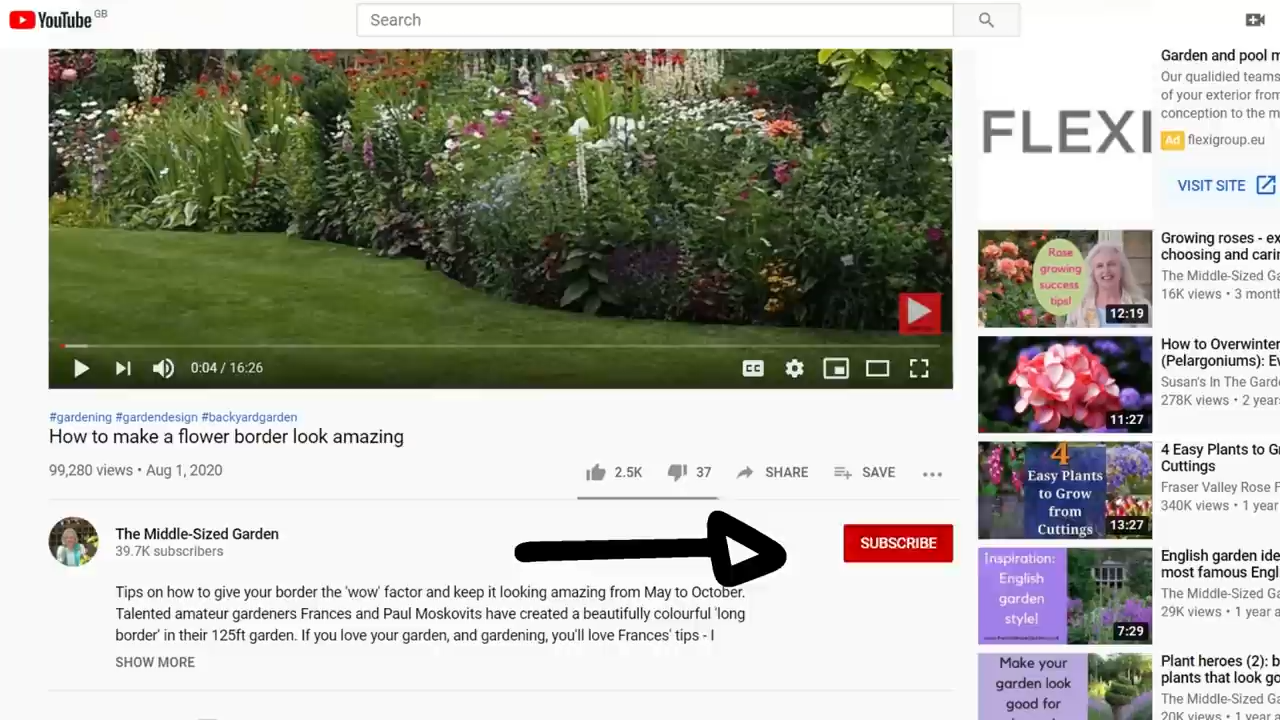 YouTube GB
Search
0:04 / 16:26
CC
#gardening #gardendesign #backyardgarden
How to make a flower border look amazing
99,280 views • Aug 1, 2020
2.5K
37
SHARE
SAVE
The Middle-Sized Garden
39.7K subscribers
SUBSCRIBE
Tips on how to give your border the 'wow' factor and keep it looking amazing from May to October.
Talented amateur gardeners Frances and Paul Moskovits have created a beautifully colourful 'long
border' in their 125ft garden. If you love your garden, and gardening, you'll love Frances' tips - I
SHOW MORE
FLEXI
Garden and pool m
Our qualidied teams
of your exterior from
conception to the m
Ad flexigroup.eu
VISIT SITE
Rose
growing
success
tips!
12:19
Growing roses - ex
choosing and carin
The Middle-Sized Ga
16K views • 3 month
11:27
How to Overwinter
(Pelargoniums): Ev
Susan's In The Garde
278K views • 2 years
4
Easy Plants
to Grow
from
Cuttings
13:27
4 Easy Plants to Gr
Cuttings
Fraser Valley Rose F
340K views • 1 year
Inspiration:
English
garden
style!
7:29
English garden ide
most famous Engl
The Middle-Sized Ga
29K views • 1 year a
Make your
garden look
good for
Plant heroes (2): b
plants that look go
The Middle-Sized Ga
20K views • 1 year a